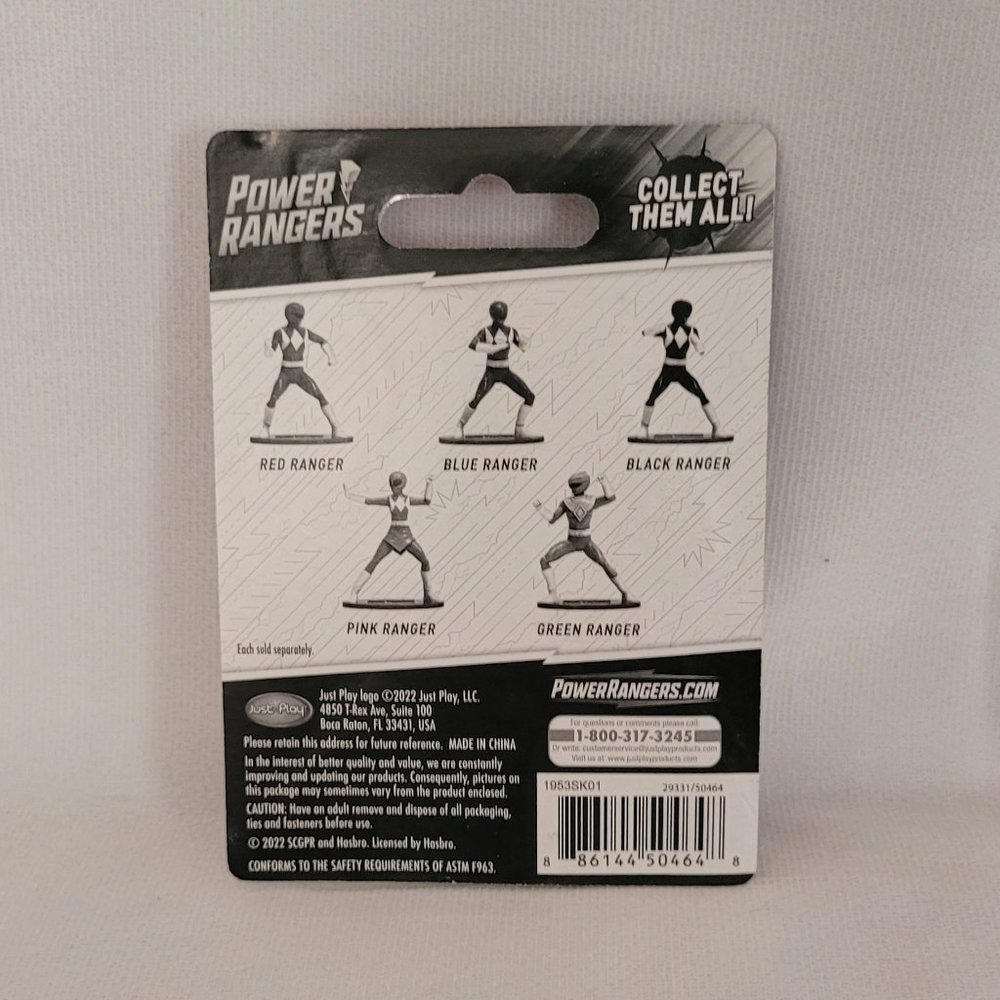 POWER
RANGERS
COLLECT
THEM ALL!
RED RANGER
BLUE RANGER
BLACK RANGER
PINK RANGER
GREEN RANGER
Each sold separately.
Just Play
Just Play logo ©2022 Just Play, LLC.
4850 T-Rex Ave, Suite 100
Boca Raton, FL 33431, USA
Please retain this address for future reference. MADE IN CHINA
In the interest of better quality and value, we are constantly
improving and updating our products. Consequently, pictures on
this package may sometimes vary from the product enclosed.
CAUTION: Have an adult remove and dispose of all packaging,
ties and fasteners before use.
© 2022 SCGPR and Hasbro. Licensed by Hasbro.
CONFORMS TO THE SAFETY REQUIREMENTS OF ASTM F963.
POWERRANGERS.COM
For questions or comments please call
1-800-317-3245
Or write: customerservice@justplayproducts.com
Visit us at: www.justplayproducts.com
1953SK01
29331/50464
8 86144 50464 8